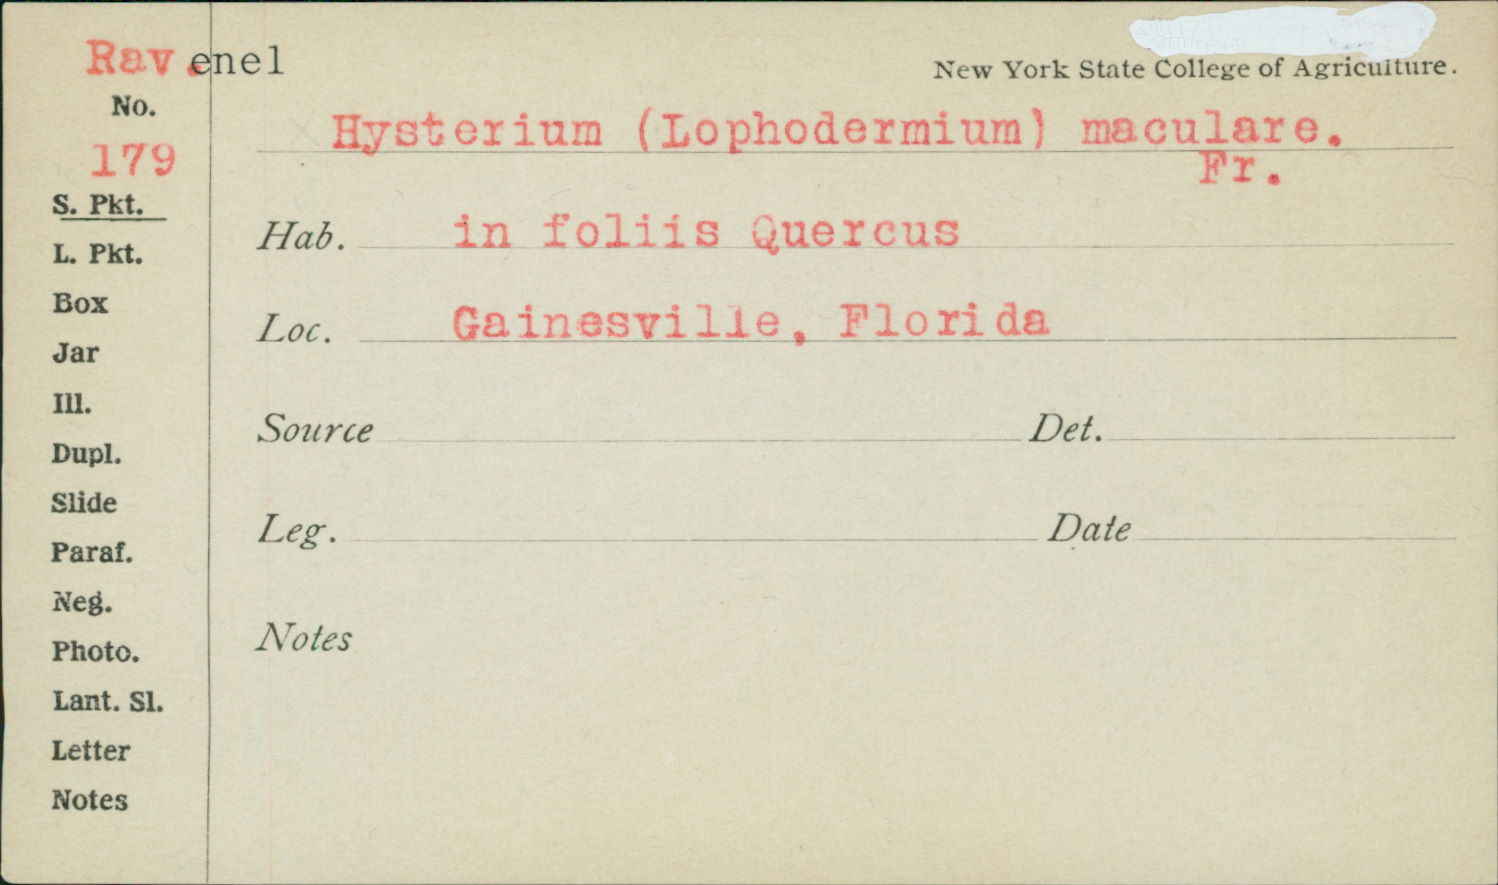 Rav.enel
New York State College of Agriculture.
No.
179
Hysterium (Lophodermium) maculare.
Fr.
S. Pkt.
Hab. in foliis Quercus
L. Pkt.
Box
Loc. Gainesville, Florida
Jar
Ill.
Source Det.
Dupl.
Slide
Leg. Date
Paraf.
Neg.
Notes
Photo.
Lant. Sl.
Letter
Notes